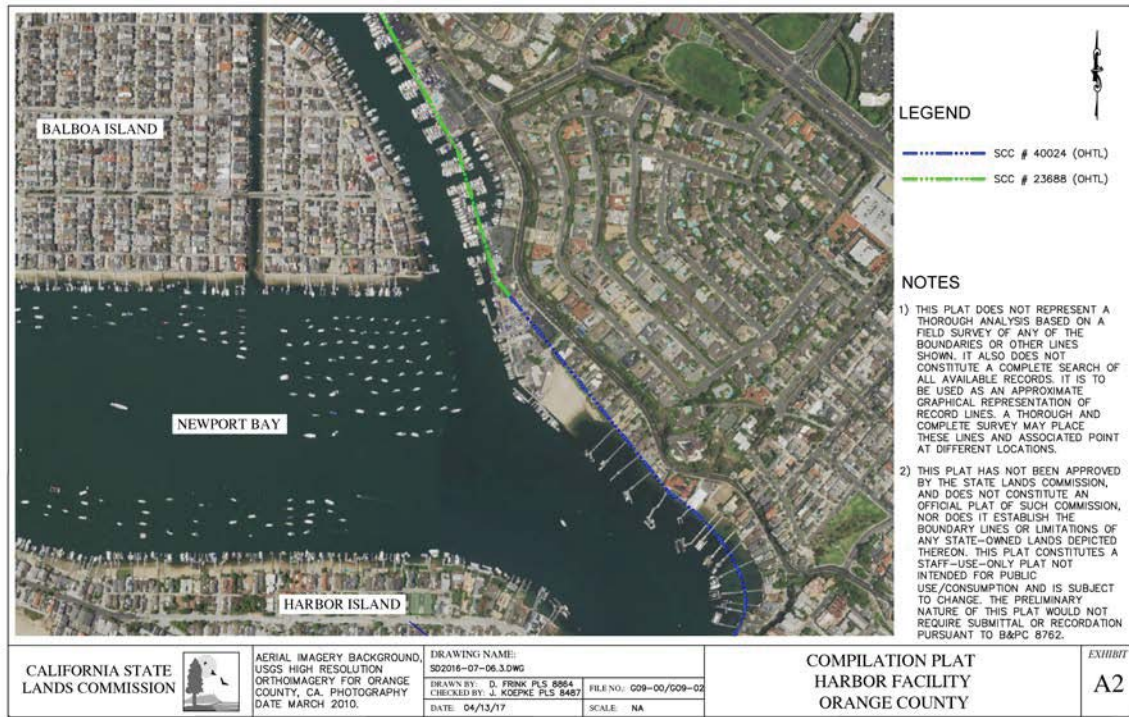 BALBOA ISLAND
NEWPORT BAY
HARBOR ISLAND
LEGEND
SCC # 40024 (OHTL)
SCC # 23688 (OHTL)
NOTES
1) THIS PLAT DOES NOT REPRESENT A
THOROUGH ANALYSIS BASED ON A
FIELD SURVEY OF ANY OF THE
BOUNDARIES OR OTHER LINES
SHOWN. IT ALSO DOES NOT
CONSTITUTE A COMPLETE SEARCH OF
ALL AVAILABLE RECORDS. IT IS TO
BE USED AS AN APPROXIMATE
GRAPHICAL REPRESENTATION OF
RECORD LINES. A THOROUGH AND
COMPLETE SURVEY MAY PLACE
THESE LINES AND ASSOCIATED POINT
AT DIFFERENT LOCATIONS.
2) THIS PLAT HAS NOT BEEN APPROVED
BY THE STATE LANDS COMMISSION,
AND DOES NOT CONSTITUTE AN
OFFICIAL PLAT OF SUCH COMMISSION,
NOR DOES IT ESTABLISH THE
BOUNDARY LINES OR LIMITATIONS OF
ANY STATE-OWNED LANDS DEPICTED
THEREON. THIS PLAT CONSTITUTES A
STAFF-USE-ONLY PLAT NOT
INTENDED FOR PUBLIC
USE/CONSUMPTION AND IS SUBJECT
TO CHANGE. THE PRELIMINARY
NATURE OF THIS PLAT WOULD NOT
REQUIRE SUBMITTAL OR RECORDATION
PURSUANT TO B&PC 8762.
CALIFORNIA STATE
LANDS COMMISSION
AERIAL IMAGERY BACKGROUND,
USGS HIGH RESOLUTION
ORTHOIMAGERY FOR ORANGE
COUNTY, CA. PHOTOGRAPHY
DATE MARCH 2010.
DRAWING NAME:
SD2016-07-06.3.DWG
DRAWN BY: D. FRINK PLS 8864
CHECKED BY: J. KOEPKE PLS 8487
FILE NO.: G09-00/G09-02
DATE: 04/13/17
SCALE: NA
COMPILATION PLAT
HARBOR FACILITY
ORANGE COUNTY
EXHIBIT
A2